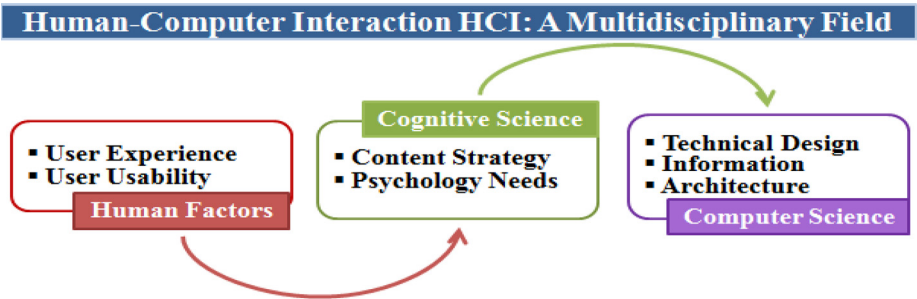 Human-Computer Interaction HCI: A Multidisciplinary Field
▪ User Experience
▪ User Usability
Human Factors
Cognitive Science
▪ Content Strategy
▪ Psychology Needs
▪ Technical Design
▪ Information
▪ Architecture
Computer Science